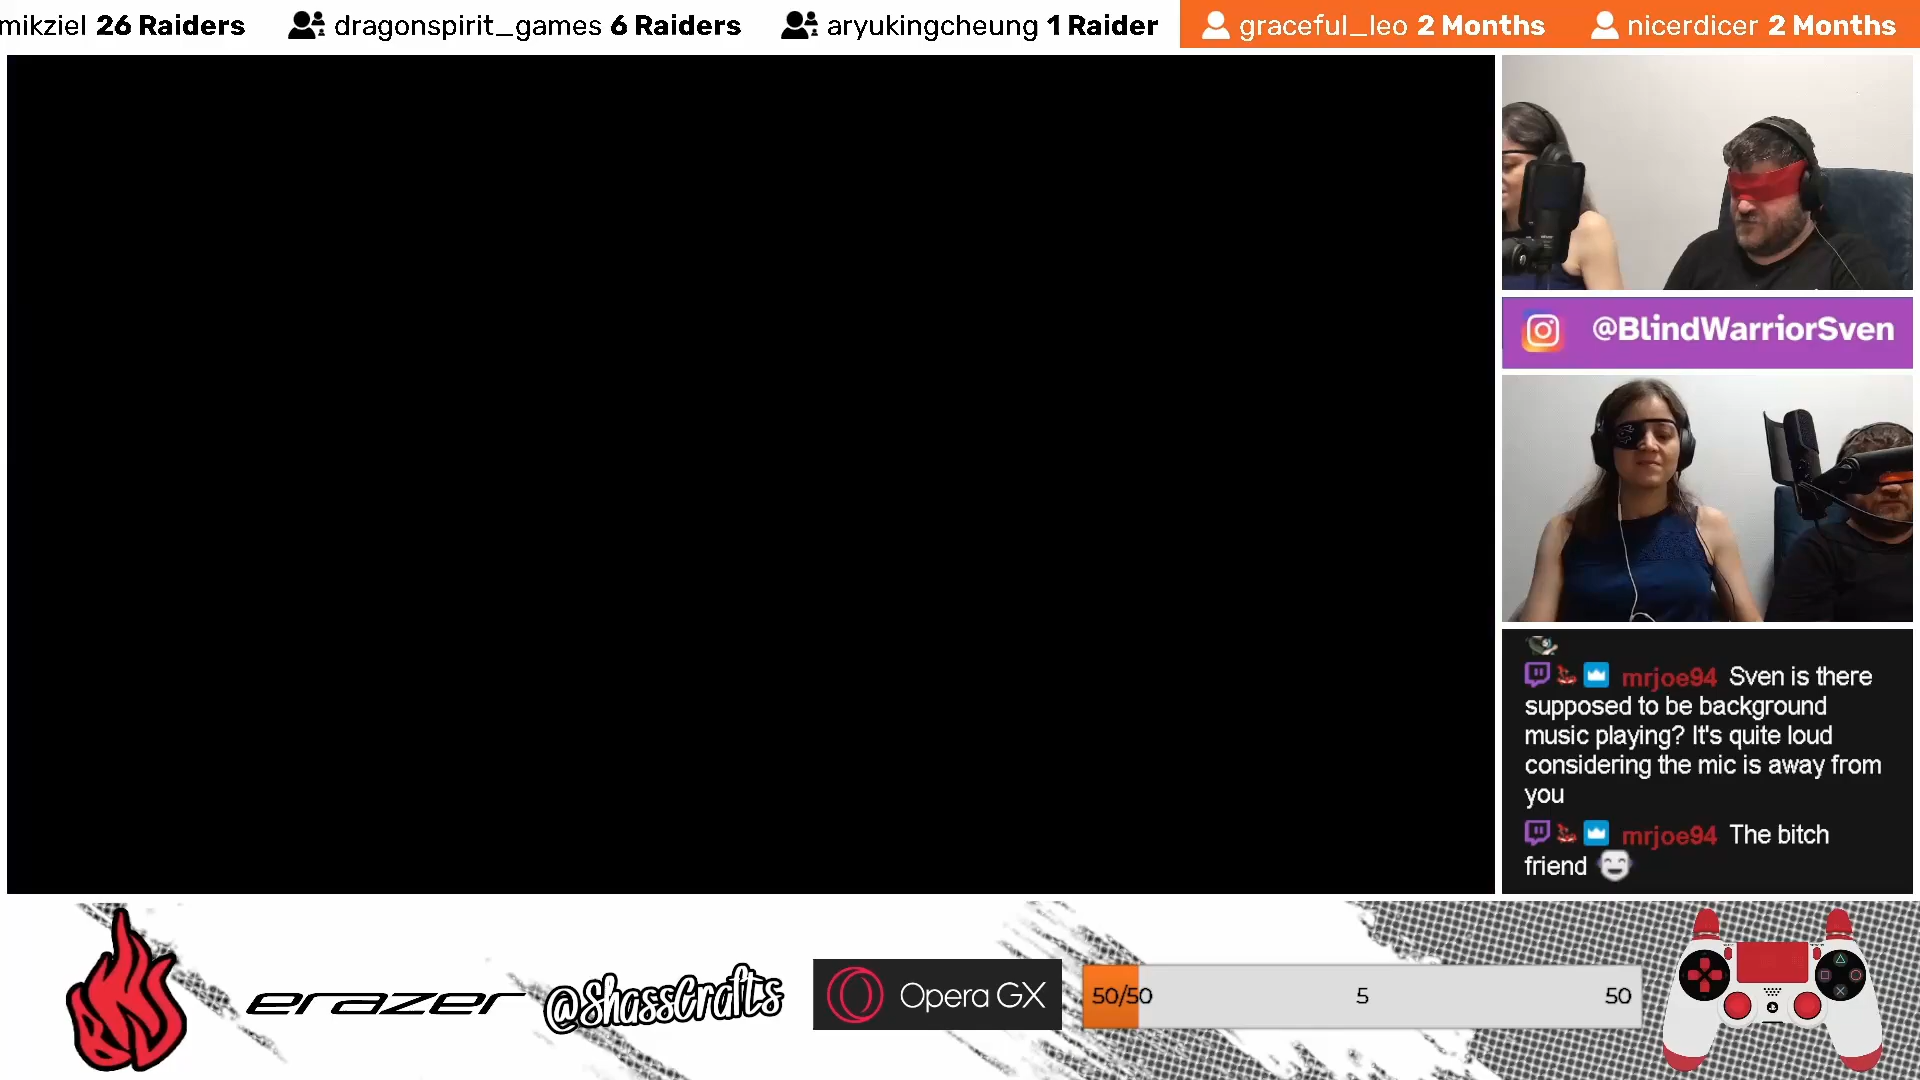 mikziel 26 Raiders dragonspirit_games 6 Raiders aryukingcheung 1 Raider graceful_leo 2 Months nicerdicer 2 Months
@BlindWarriorSven
mrjoe94 Sven is there
supposed to be background
music playing? It's quite loud
considering the mic is away from
you
mrjoe94 The bitch
friend
BWS
erazer
@ShassCrafts
Opera GX
50/50 5 50